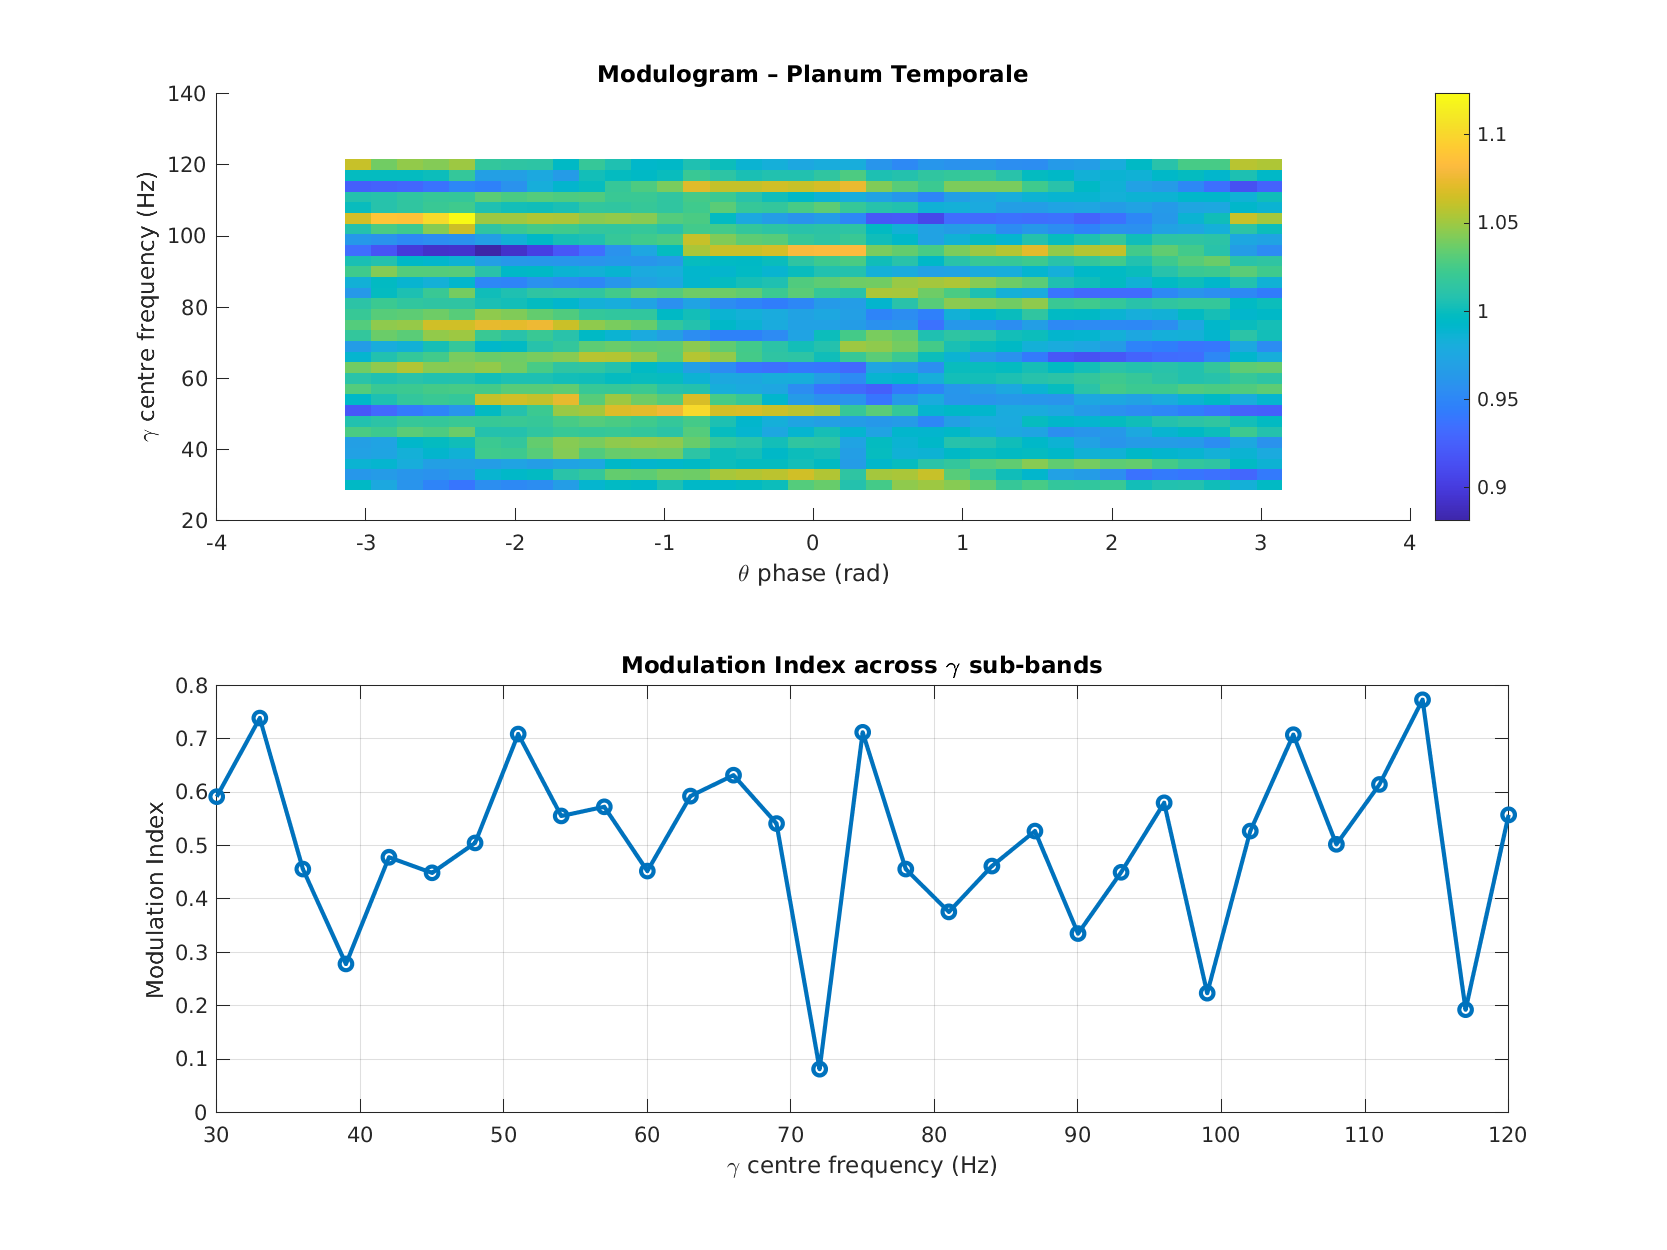 Modulogram – Planum Temporale
γ centre frequency (Hz)
140
120
100
80
60
40
20
-4 -3 -2 -1 0 1 2 3 4
θ phase (rad)
1.1
1.05
1
0.95
0.9
Modulation Index across γ sub-bands
Modulation Index
0.8
0.7
0.6
0.5
0.4
0.3
0.2
0.1
0
30 40 50 60 70 80 90 100 110 120
γ centre frequency (Hz)